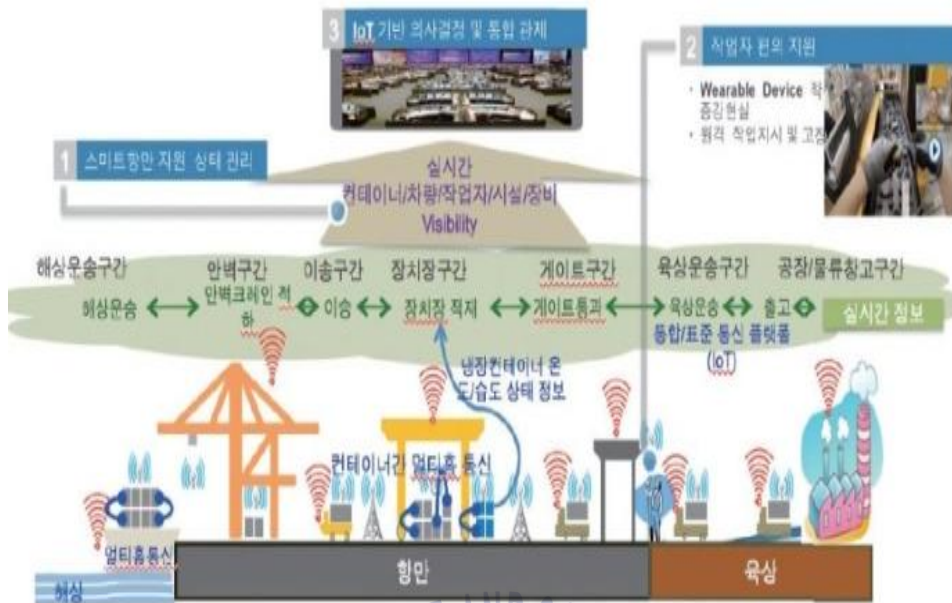 3 IoT 기반 의사결정 및 통합 관제
2 작업자 편의 지원
· Wearable Device
증강현실
· 원격 작업지시 및
1 스마트항만 자원 상태 관리
실시간
컨테이너/차량/작업자/시설/장비
Visibility
해상운송구간 안벽구간 이송구간 장치장구간 게이트구간 육상운송구간 공장/물류창고구간
해상운송 안벽크레인 적 이송 장치장 적재 게이트통과 육상운송 출고 실시간 정보
하
통합/표준 통신 플랫폼
(IoT)
냉장컨테이너 온
도/습도 상태 정보
컨테이너간 멀티홉 통신
멀티홉통신
항만
육상
해상